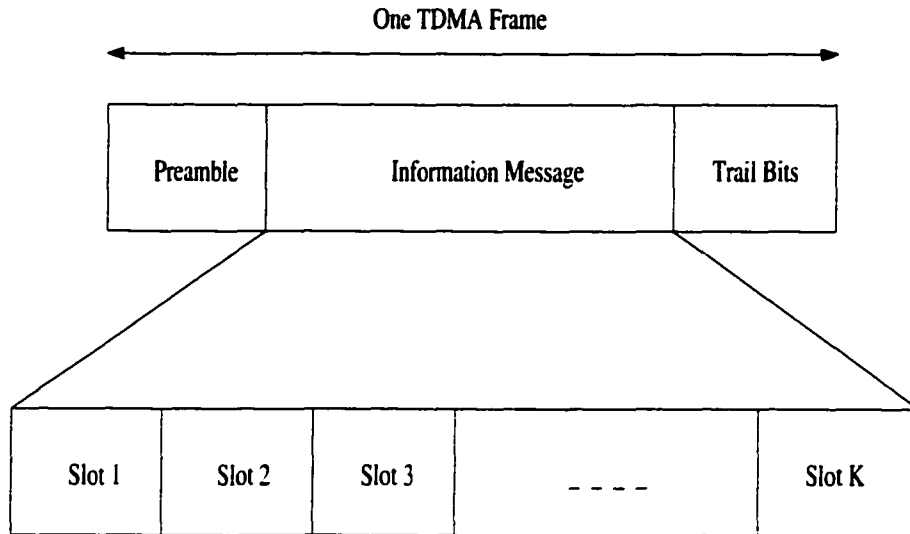 One TDMA Frame
Preamble
Information Message
Trail Bits
Slot 1
Slot 2
Slot 3
- - - -
Slot K